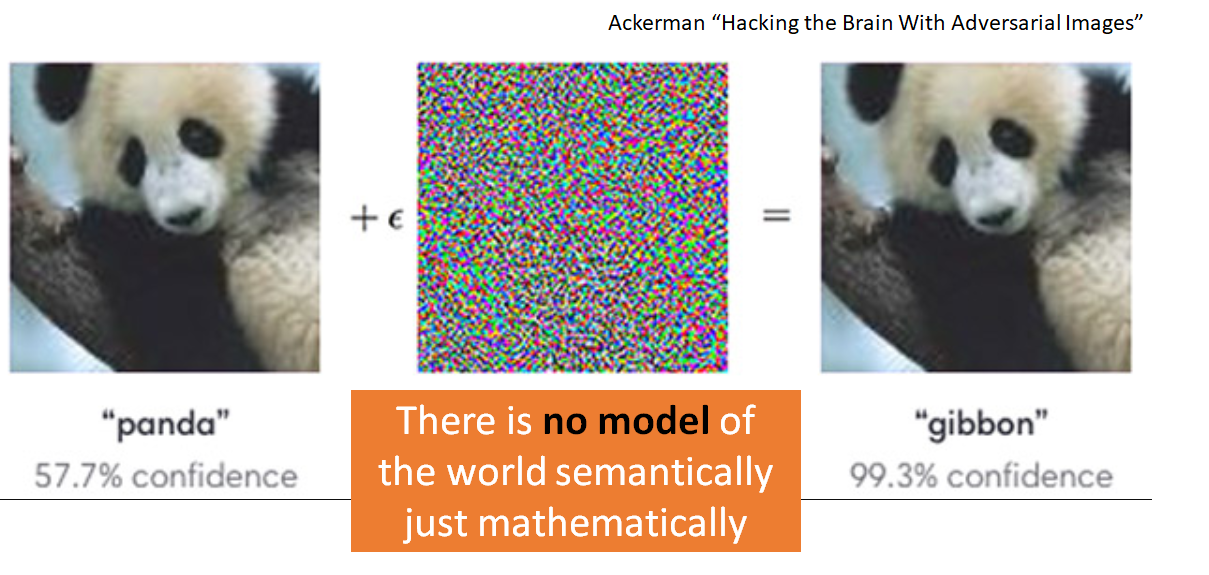 Ackerman “Hacking the Brain With Adversarial Images”
+ ϵ
=
“panda”
57.7% confidence
There is no model of
the world semantically
just mathematically
“gibbon”
99.3% confidence